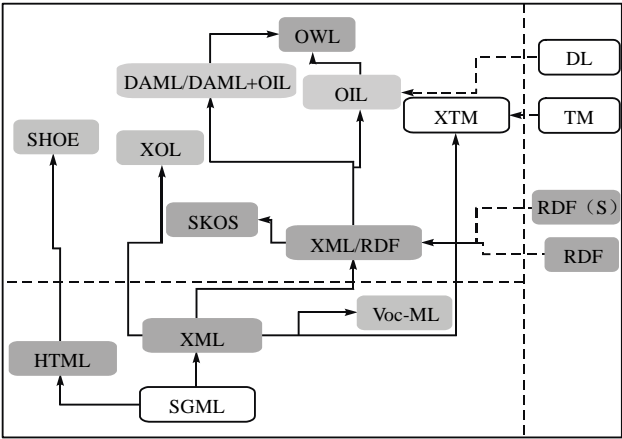 OWL
DL
DAML/DAML+OIL
OIL
XTM
TM
SHOE
XOL
SKOS
RDF（S）
XML/RDF
RDF
Voc-ML
XML
HTML
SGML